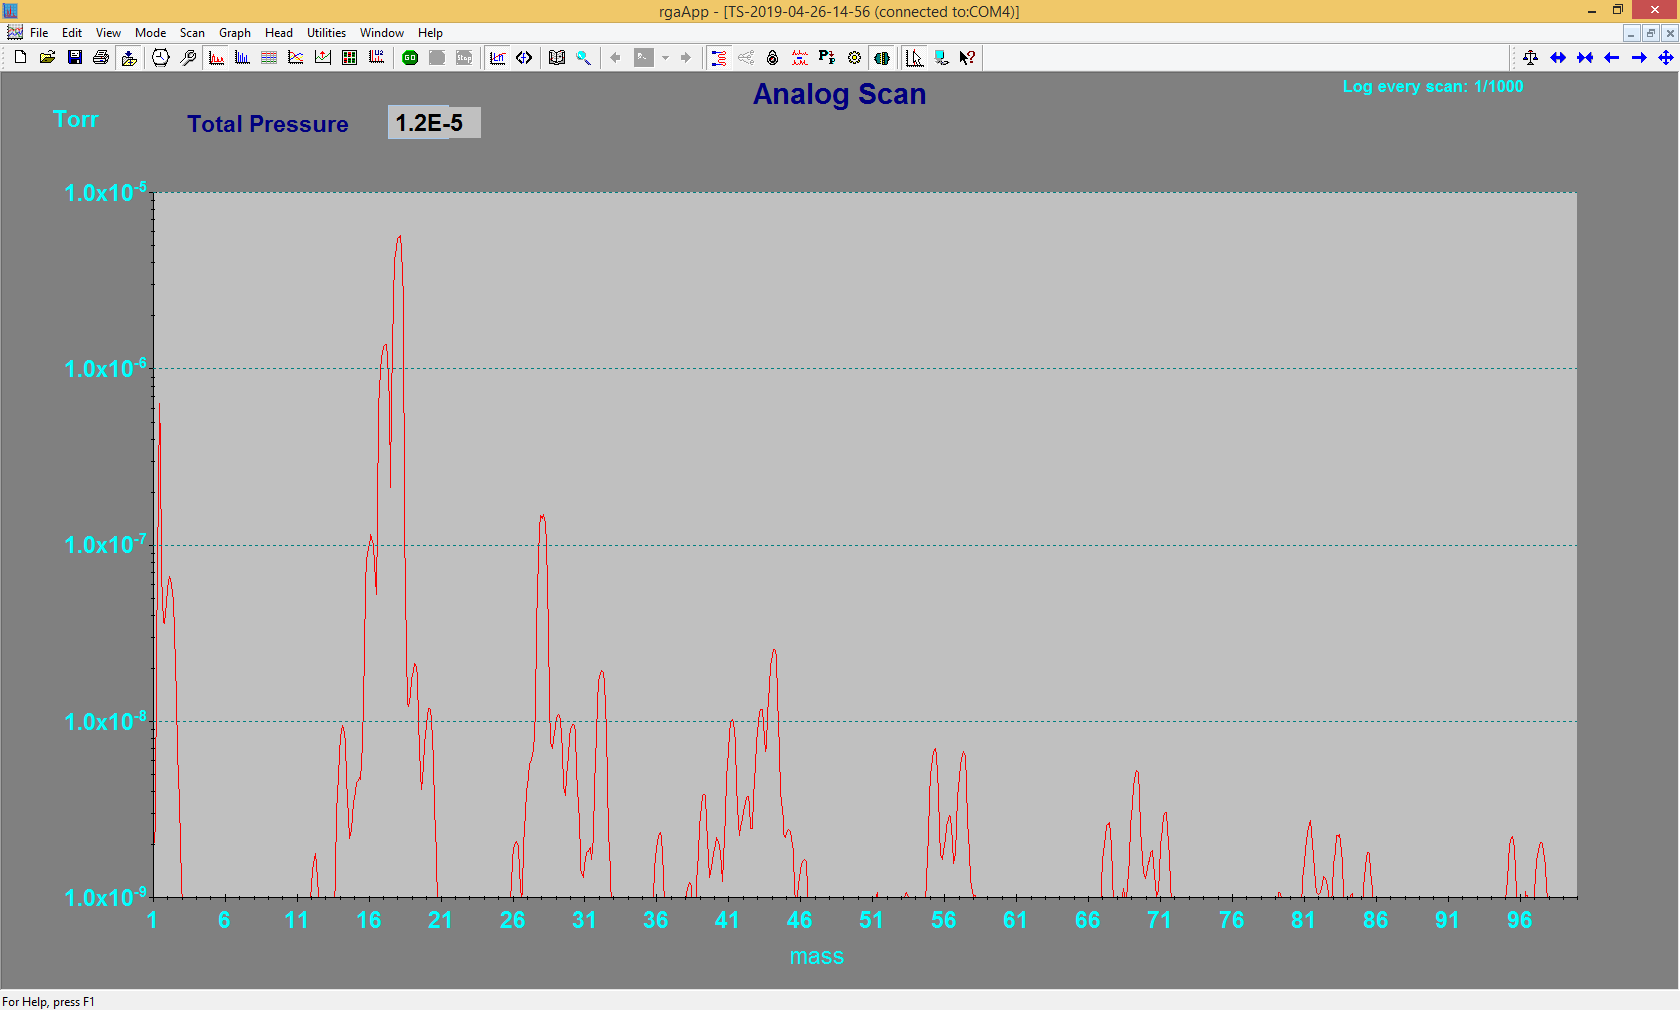 rgaApp - [TS-2019-04-26-14-56 (connected to:COM4)]
File Edit View Mode Scan Graph Head Utilities Window Help
GO Stop
Analog Scan
Log every scan: 1/1000
Torr
Total Pressure 1.2E-5
1.0x10-5
1.0x10-6
1.0x10-7
1.0x10-8
1.0x10-9
1 6 11 16 21 26 31 36 41 46 51 56 61 66 71 76 81 86 91 96
mass
For Help, press F1